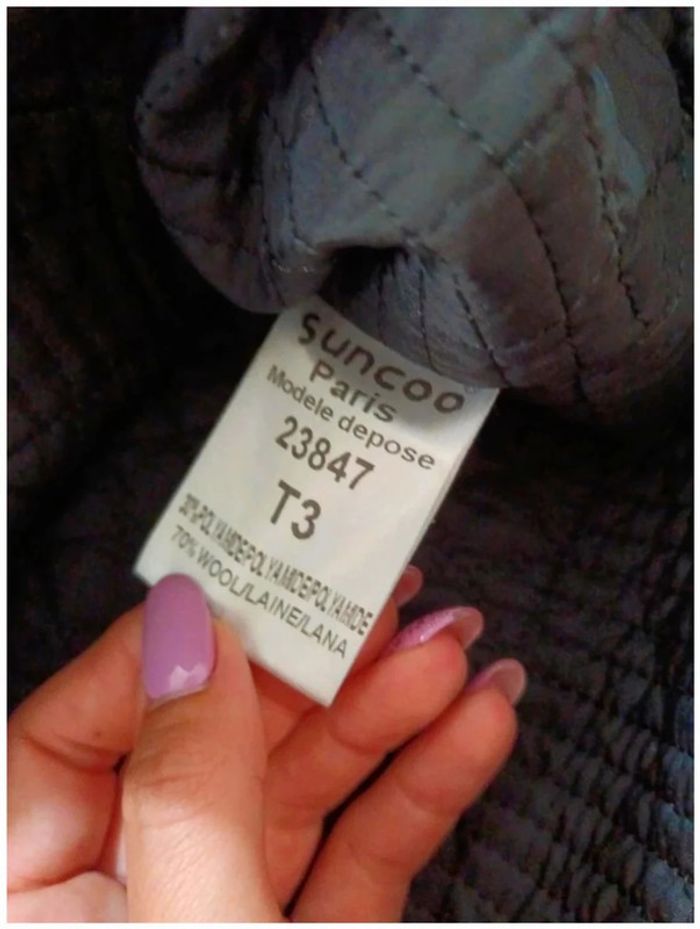 suncoo
Paris
Modele depose
23847
T3
30%POLYAMIDE/POLYAMIDE/POLYAMIDE
70% WOOL/LAINE/LANA